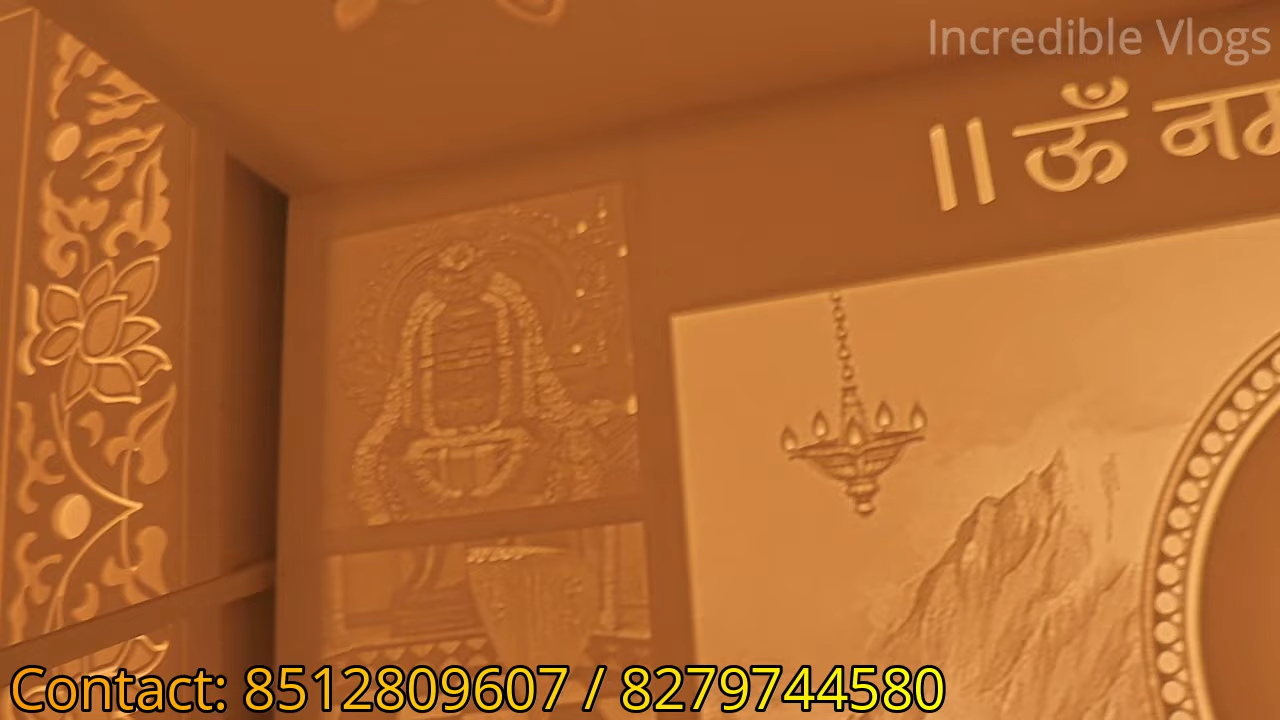 Incredible Vlogs
॥ ॐ नम
Contact: 8512809607 / 8279744580